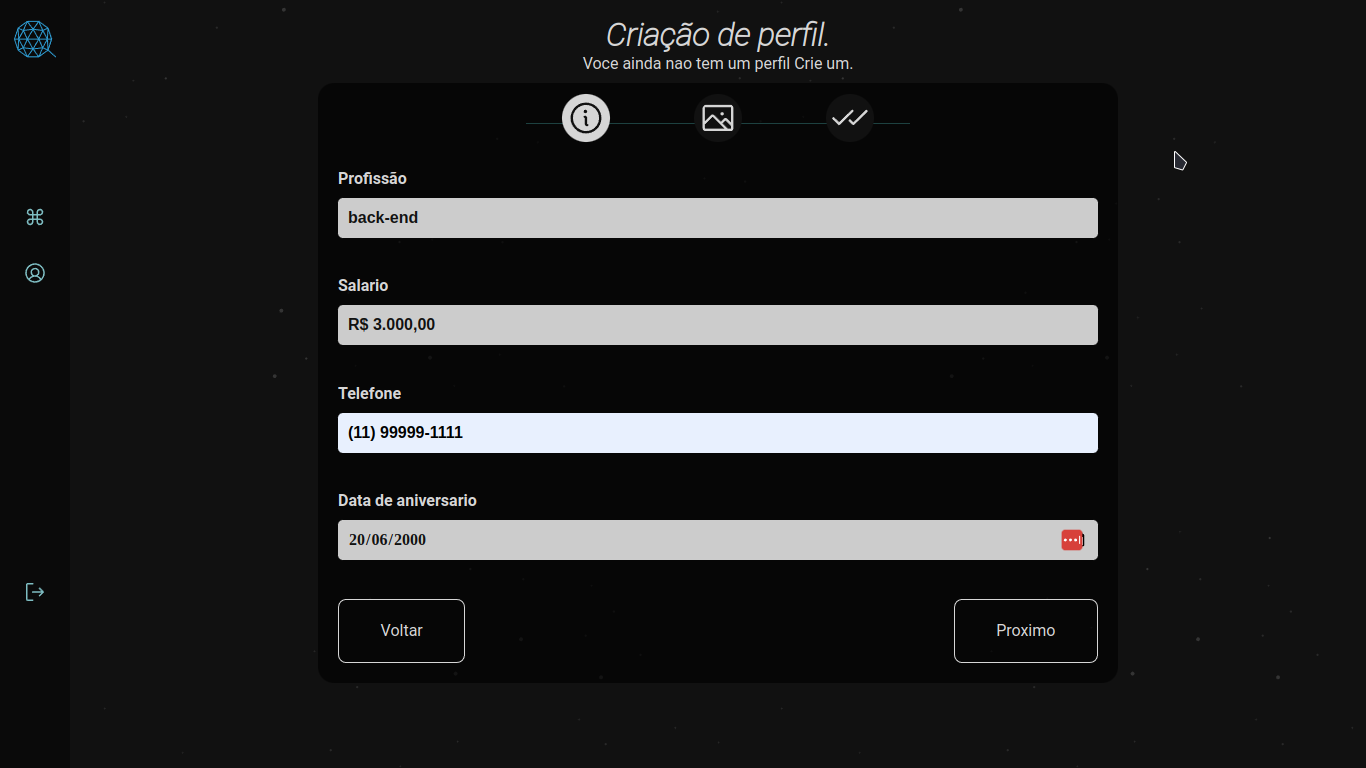 Criação de perfil.
Voce ainda nao tem um perfil Crie um.
Profissão
back-end
Salario
R$ 3.000,00
Telefone
(11) 99999-1111
Data de aniversario
20/06/2000
Voltar
Proximo